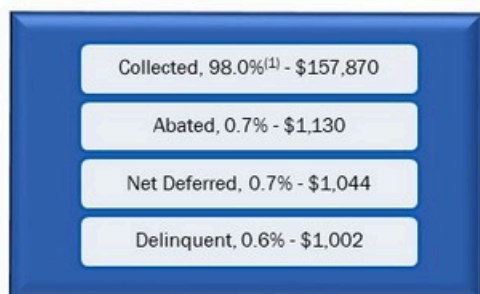 Collected, 98.0%(1) - $157,870
Abated, 0.7% - $1,130
Net Deferred, 0.7% - $1,044
Delinquent, 0.6% - $1,002